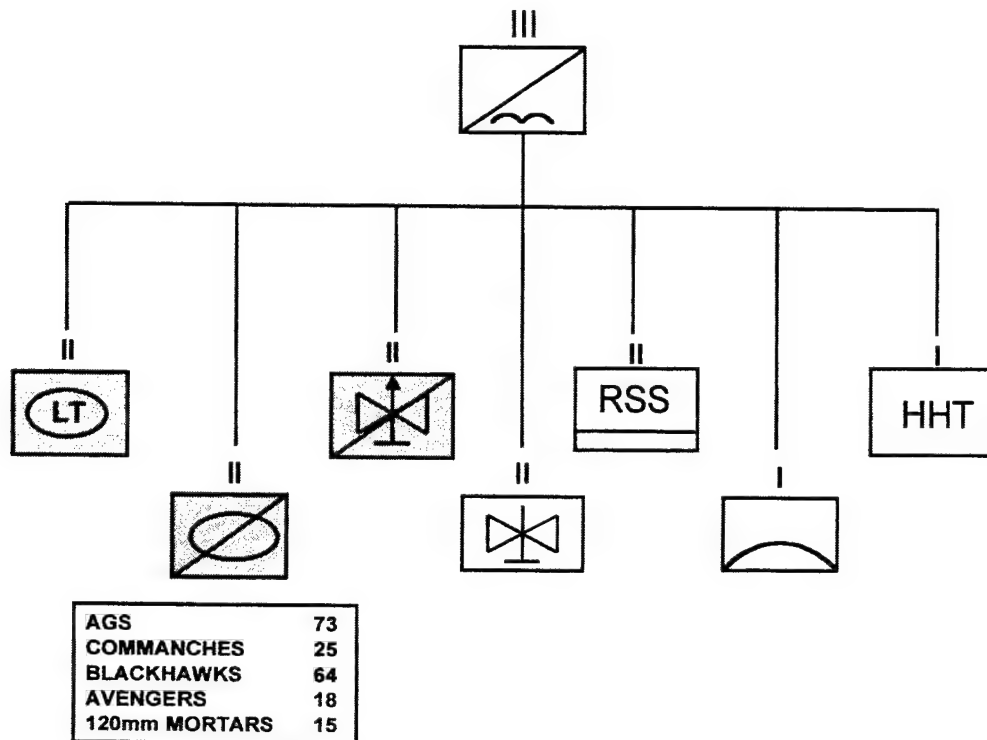 III
II
LT
II
II
II
II
RSS
I
I
HHT
AGS 73
COMMANCHES 25
BLACKHAWKS 64
AVENGERS 18
120mm MORTARS 15